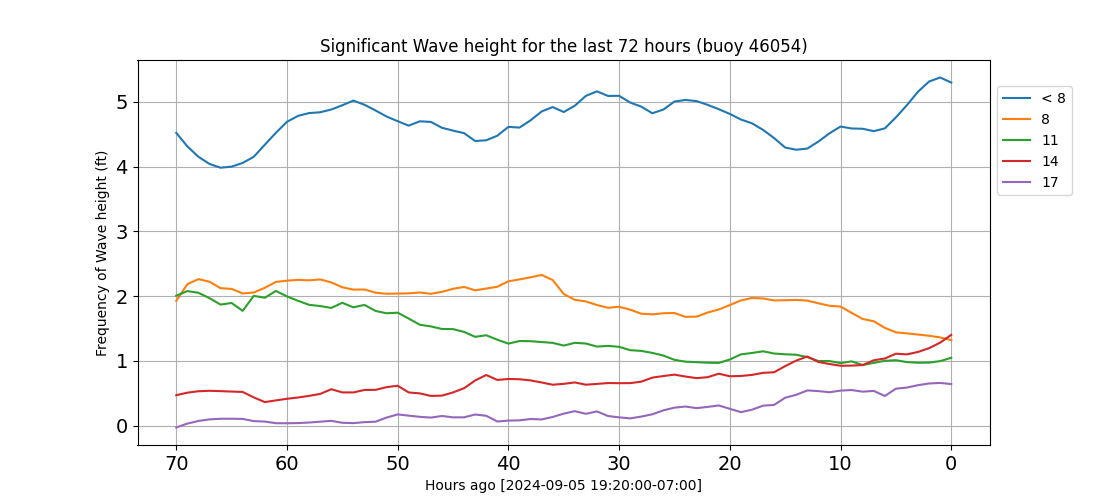 Significant Wave height for the last 72 hours (buoy 46054)
Frequency of Wave height (ft)
5
4
3
2
1
0
70 60 50 40 30 20 10 0
Hours ago [2024-09-05 19:20:00-07:00]
< 8
8
11
14
17